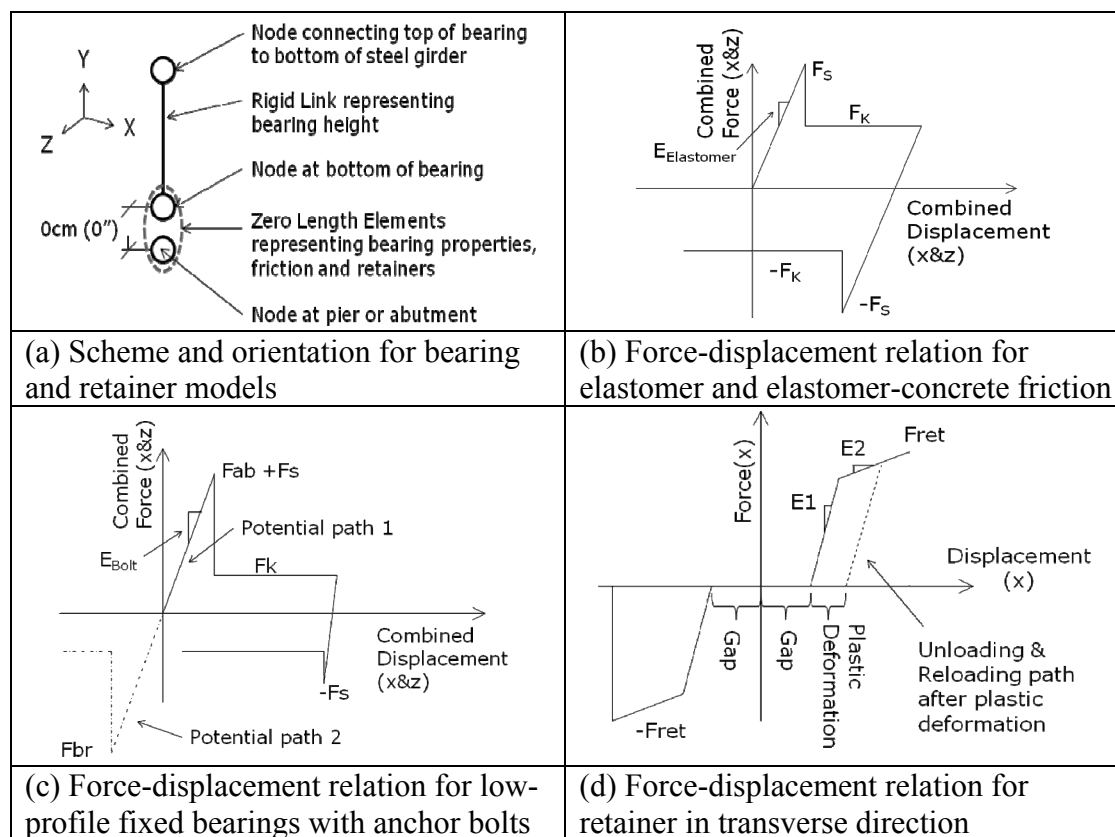 Node connecting top of bearing
to bottom of steel girder
Y
X
Z
Rigid Link representing
bearing height
Node at bottom of bearing
0cm (0")
Zero Length Elements
representing bearing properties,
friction and retainers
Node at pier or abutment
(a) Scheme and orientation for bearing
and retainer models
Combined
Force (x&z)
FS
FK
EElastomer
Combined
Displacement
(x&z)
-FK
-FS
(b) Force-displacement relation for
elastomer and elastomer-concrete friction
Combined
Force (x&z)
Fab +Fs
Potential path 1
EBolt
Fk
Combined
Displacement
(x&z)
-Fs
Fbr
Potential path 2
(c) Force-displacement relation for low-
profile fixed bearings with anchor bolts
Force(x)
Fret
E2
E1
Displacement
(x)
Gap
Gap
Plastic
Deformation
Unloading &
Reloading path
after plastic
deformation
-Fret
(d) Force-displacement relation for
retainer in transverse direction